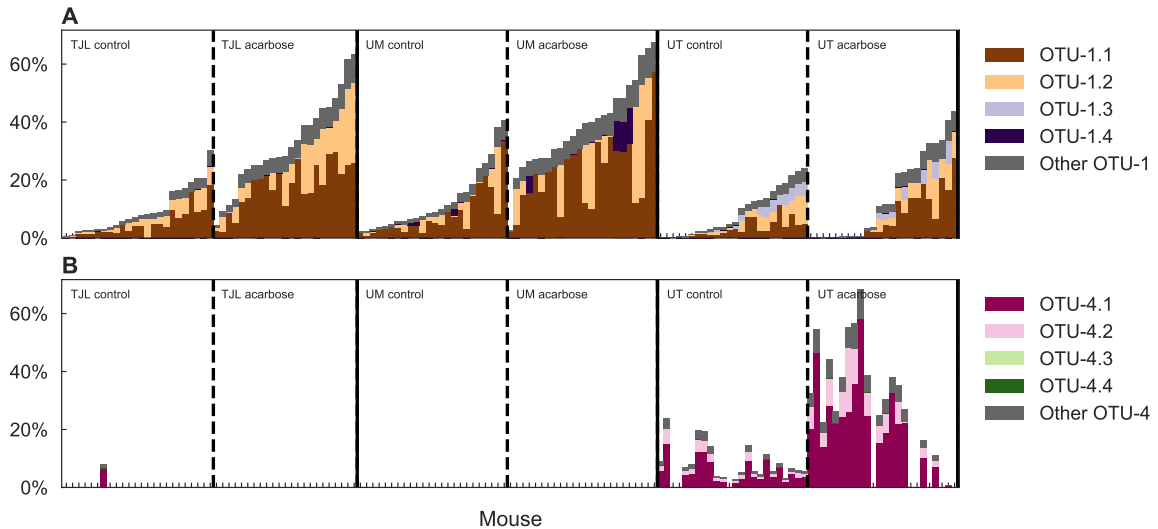 A
TJL control TJL acarbose UM control UM acarbose UT control UT acarbose
60%
40%
20%
0%
OTU-1.1
OTU-1.2
OTU-1.3
OTU-1.4
Other OTU-1
B
TJL control TJL acarbose UM control UM acarbose UT control UT acarbose
60%
40%
20%
0%
OTU-4.1
OTU-4.2
OTU-4.3
OTU-4.4
Other OTU-4
Mouse